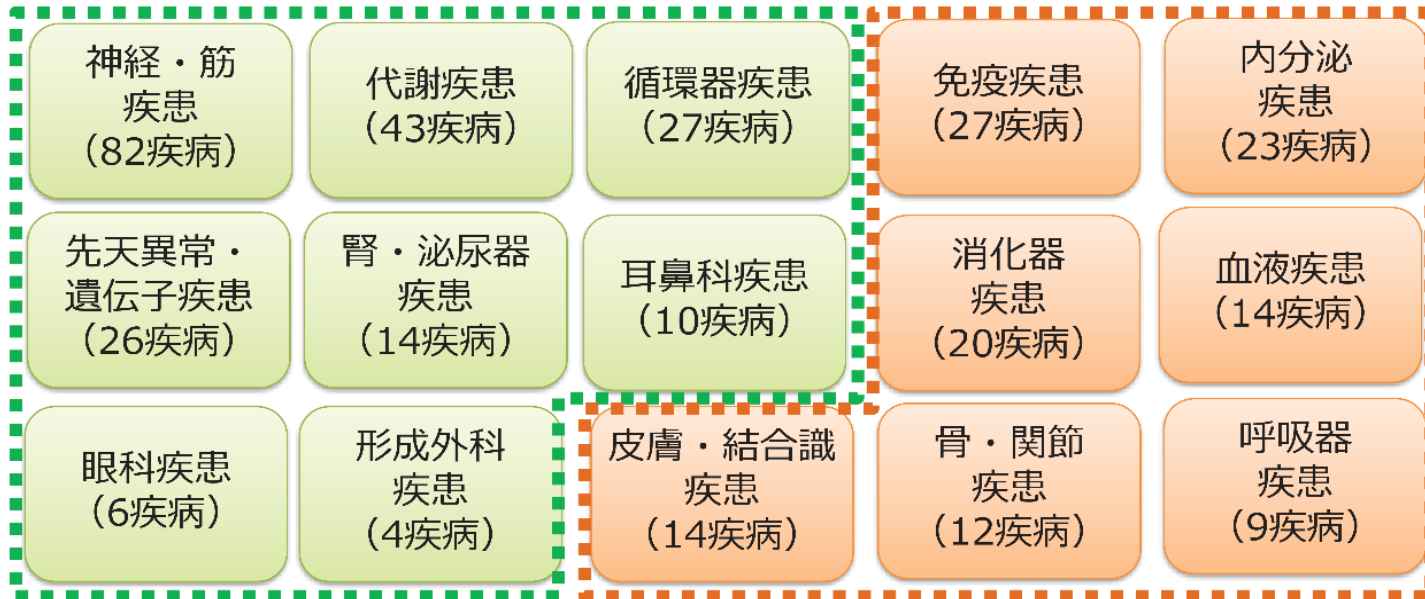 神経・筋
疾患
(82疾病)
代謝疾患
(43疾病)
循環器疾患
(27疾病)
免疫疾患
(27疾病)
内分泌
疾患
(23疾病)
先天異常・
遺伝子疾患
(26疾病)
腎・泌尿器
疾患
(14疾病)
耳鼻科疾患
(10疾病)
消化器
疾患
(20疾病)
血液疾患
(14疾病)
眼科疾患
(6疾病)
形成外科
疾患
(4疾病)
皮膚・結合識
疾患
(14疾病)
骨・関節
疾患
(12疾病)
呼吸器
疾患
(9疾病)